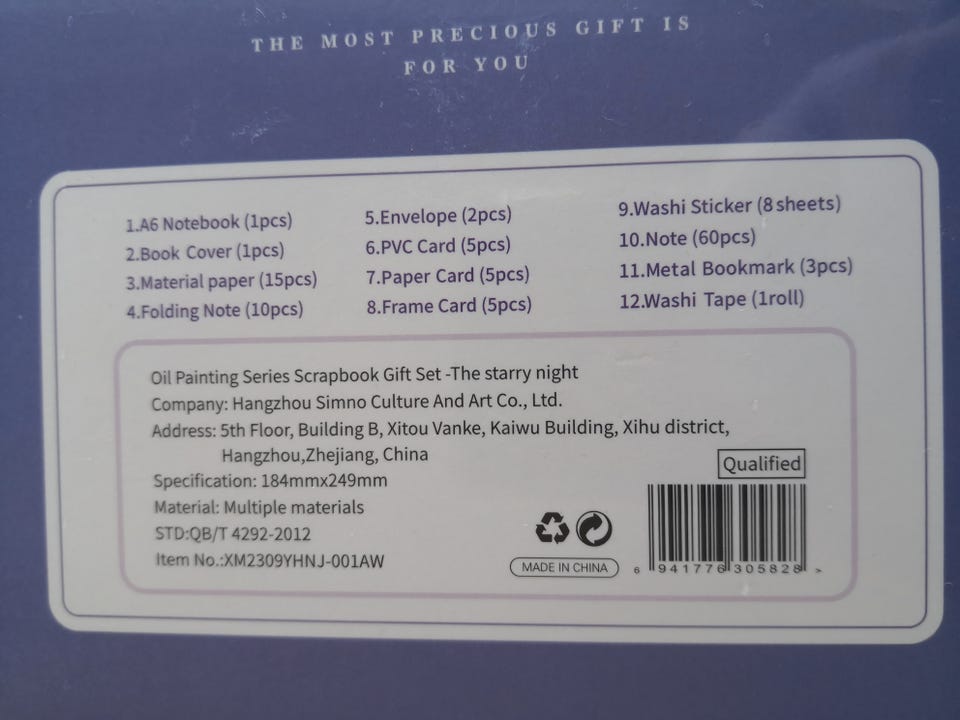 THE MOST PRECIOUS GIFT IS
FOR YOU
1.A6 Notebook (1pcs)
2.Book Cover (1pcs)
3.Material paper (15pcs)
4.Folding Note (10pcs)
5.Envelope (2pcs)
6.PVC Card (5pcs)
7.Paper Card (5pcs)
8.Frame Card (5pcs)
9.Washi Sticker (8 sheets)
10.Note (60pcs)
11.Metal Bookmark (3pcs)
12.Washi Tape (1roll)
Oil Painting Series Scrapbook Gift Set -The starry night
Company: Hangzhou Simno Culture And Art Co., Ltd.
Address: 5th Floor, Building B, Xitou Vanke, Kaiwu Building, Xihu district,
Hangzhou,Zhejiang, China
Specification: 184mmx249mm
Material: Multiple materials
STD:QB/T 4292-2012
Item No.:XM2309YHNJ-001AW
Qualified
MADE IN CHINA
6 941776 305828 >